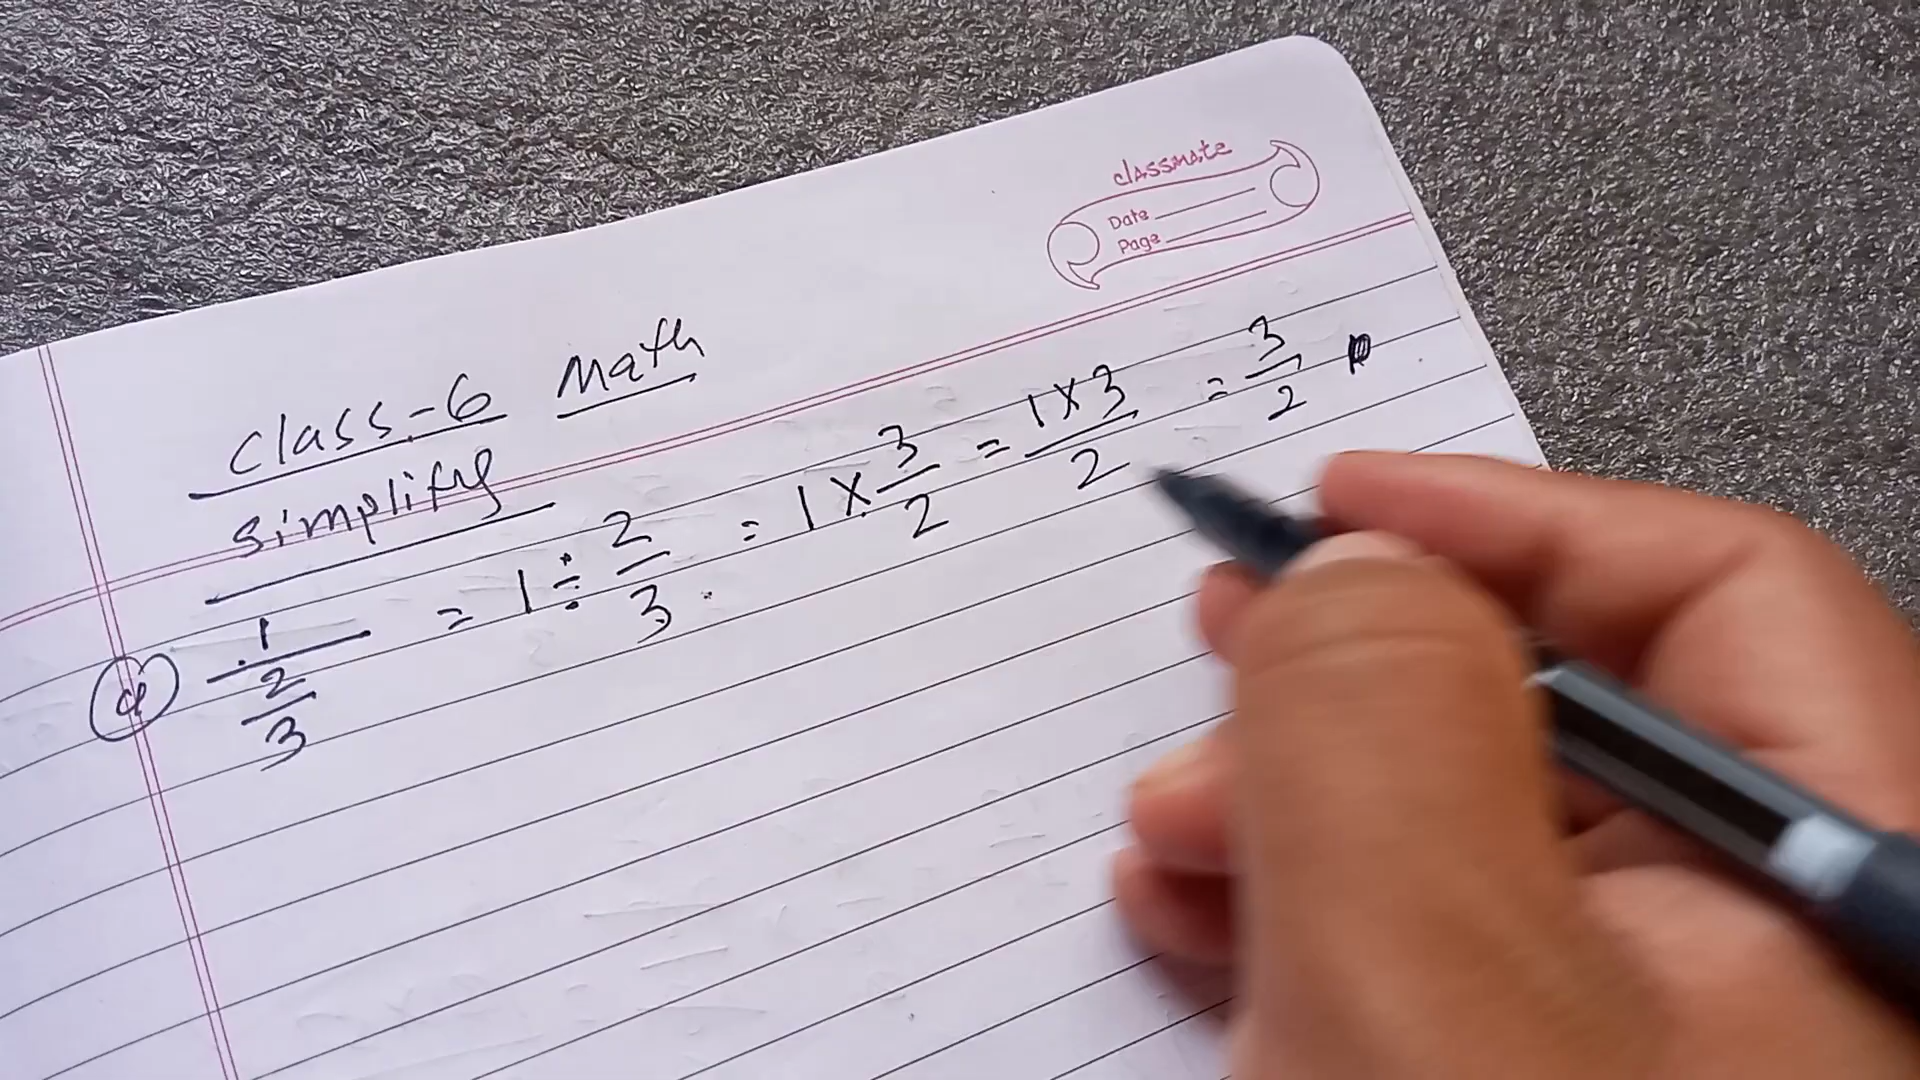 classmate
Date
Page
class-6 Math
simplify
a 1/(2/3) = 1 ÷ 2/3 = 1 × 3/2 = 1×3/2 = 3/2